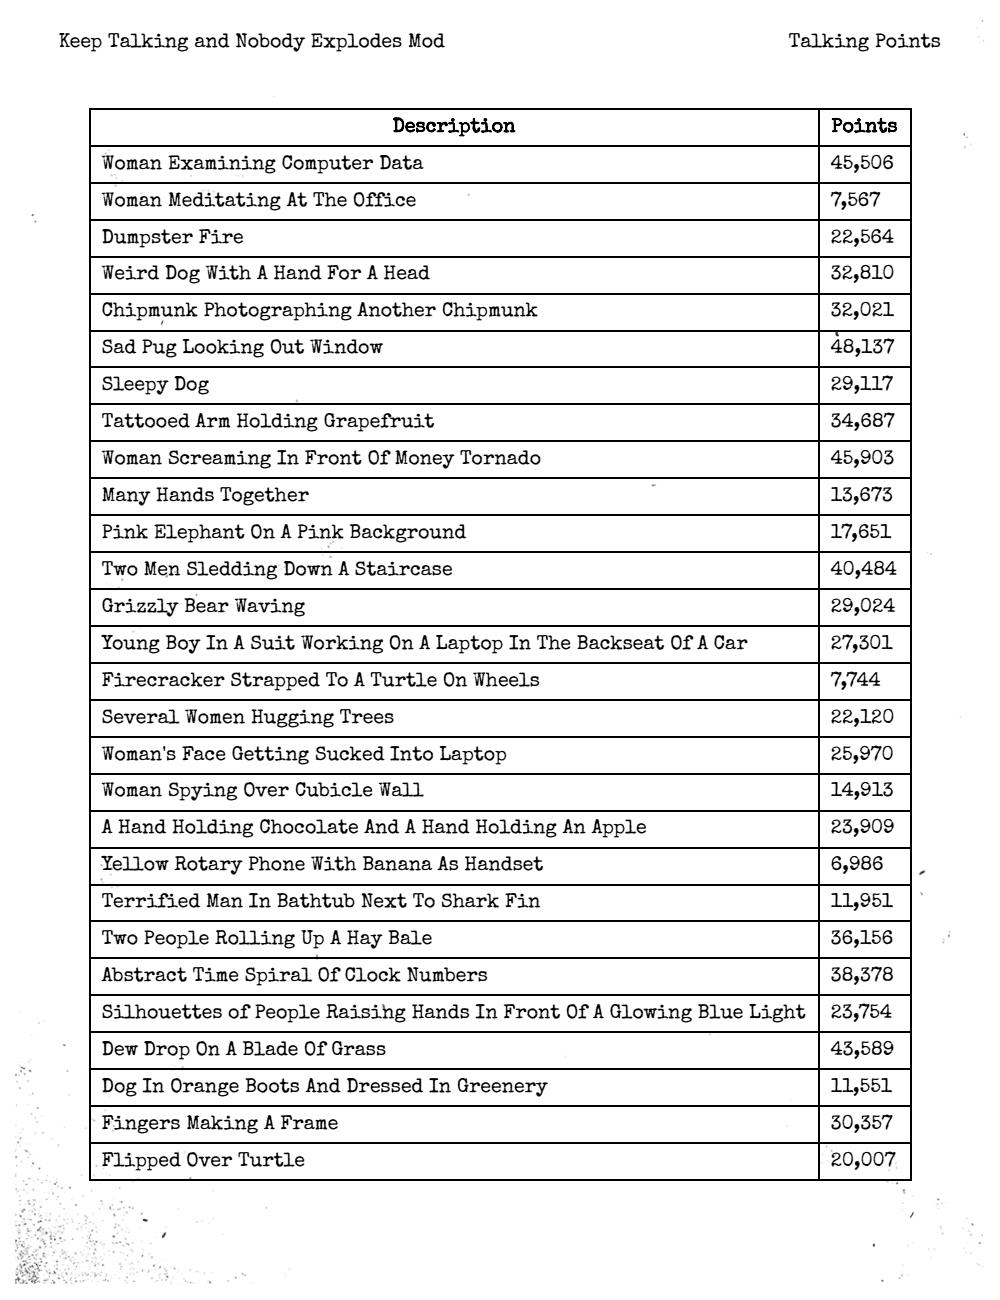 Keep Talking and Nobody Explodes Mod Talking Points
Description Points
Woman Examining Computer Data 45,506
Woman Meditating At The Office 7,567
Dumpster Fire 22,564
Weird Dog With A Hand For A Head 32,810
Chipmunk Photographing Another Chipmunk 32,021
Sad Pug Looking Out Window 48,137
Sleepy Dog 29,117
Tattooed Arm Holding Grapefruit 34,687
Woman Screaming In Front Of Money Tornado 45,903
Many Hands Together 13,673
Pink Elephant On A Pink Background 17,651
Two Men Sledding Down A Staircase 40,484
Grizzly Bear Waving 29,024
Young Boy In A Suit Working On A Laptop In The Backseat Of A Car 27,301
Firecracker Strapped To A Turtle On Wheels 7,744
Several Women Hugging Trees 22,120
Woman's Face Getting Sucked Into Laptop 25,970
Woman Spying Over Cubicle Wall 14,913
A Hand Holding Chocolate And A Hand Holding An Apple 23,909
Yellow Rotary Phone With Banana As Handset 6,986
Terrified Man In Bathtub Next To Shark Fin 11,951
Two People Rolling Up A Hay Bale 36,156
Abstract Time Spiral Of Clock Numbers 38,378
Silhouettes of People Raising Hands In Front Of A Glowing Blue Light 23,754
Dew Drop On A Blade Of Grass 43,589
Dog In Orange Boots And Dressed In Greenery 11,551
Fingers Making A Frame 30,357
Flipped Over Turtle 20,007